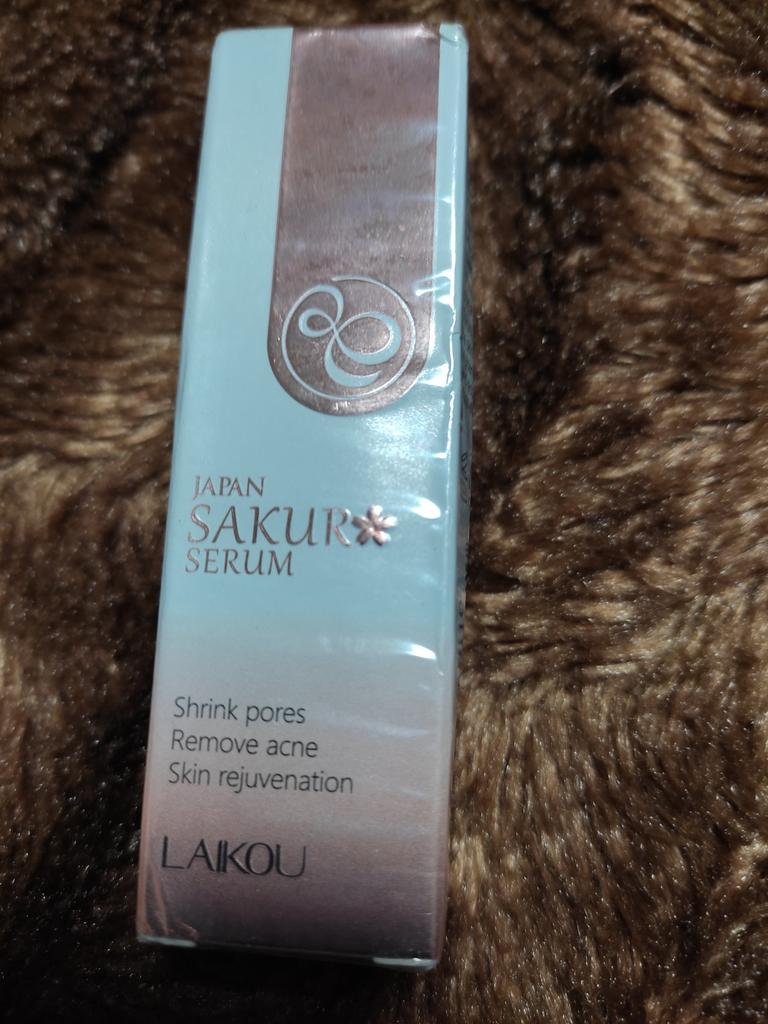 JAPAN
SAKUR
SERUM
Shrink pores
Remove acne
Skin rejuvenation
LAIKOU